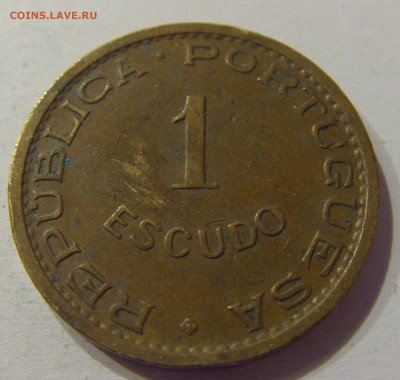 COINS.LAVE.RU
REPUBLICA · PORTUGUESA
1
ESCUDO